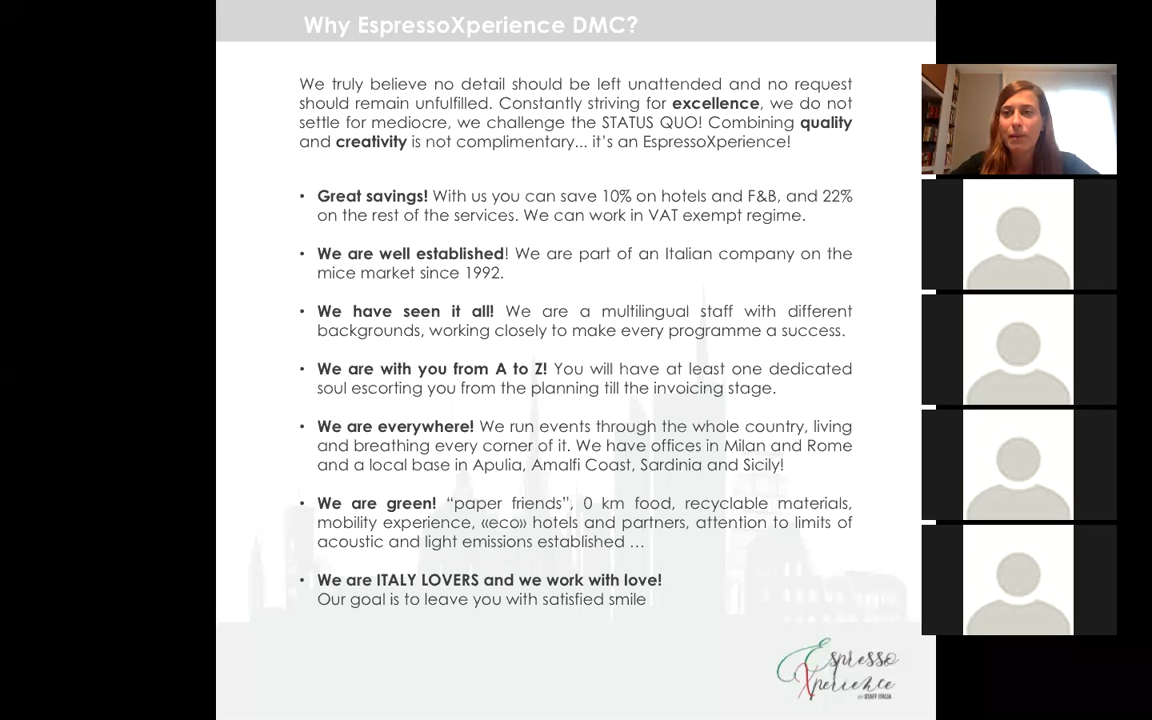 Why EspressoXperience DMC?
We truly believe no detail should be left unattended and no request
should remain unfulfilled. Constantly striving for excellence, we do not
settle for mediocre, we challenge the STATUS QUO! Combining quality
and creativity is not complimentary... it's an EspressoXperience!
• Great savings! With us you can save 10% on hotels and F&B, and 22%
on the rest of the services. We can work in VAT exempt regime.
• We are well established! We are part of an Italian company on the
mice market since 1992.
• We have seen it all! We are a multilingual staff with different
backgrounds, working closely to make every programme a success.
• We are with you from A to Z! You will have at least one dedicated
soul escorting you from the planning till the invoicing stage.
• We are everywhere! We run events through the whole country, living
and breathing every corner of it. We have offices in Milan and Rome
and a local base in Apulia, Amalfi Coast, Sardinia and Sicily!
• We are green! “paper friends”, 0 km food, recyclable materials,
mobility experience, «eco» hotels and partners, attention to limits of
acoustic and light emissions established …
• We are ITALY LOVERS and we work with love!
Our goal is to leave you with satisfied smile
Espresso
Xperience
BY STAFF ITALIA